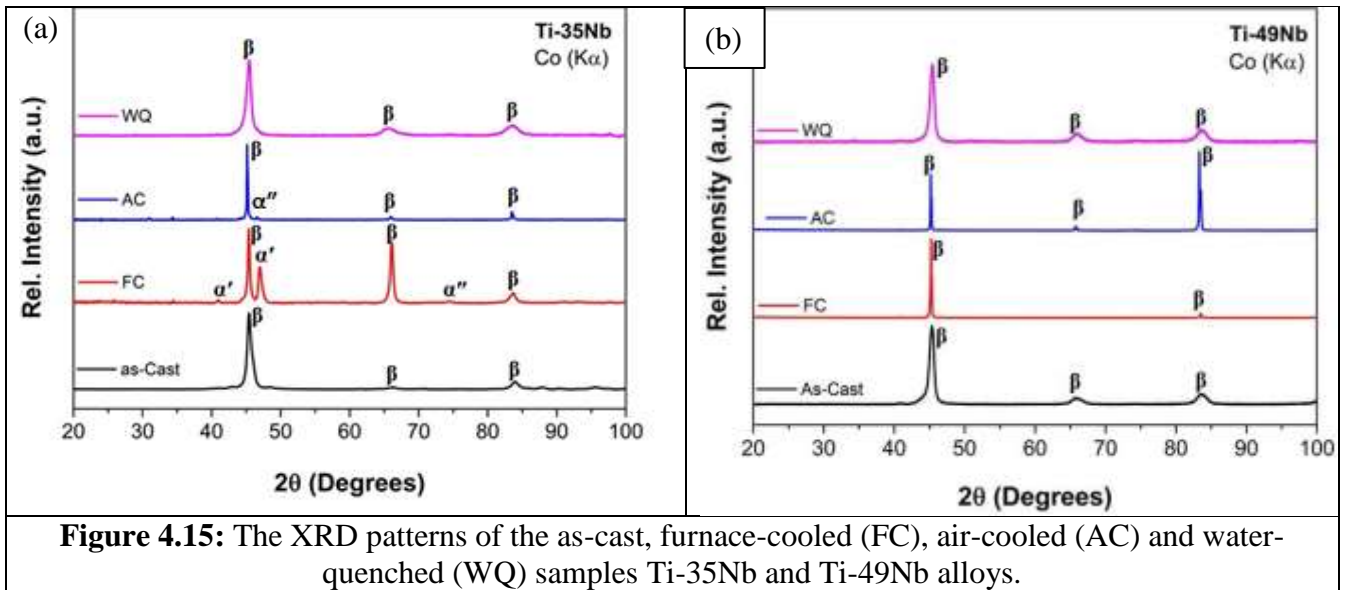 (a)
Ti-35Nb
Co (Kα)
β
WQ
β
β
β
AC
α″
β
β
β
α′
FC
α′
β
α″
β
β
as-Cast
β
β
Rel. Intensity (a.u.)
20 30 40 50 60 70 80 90 100
2θ (Degrees)
(b)
Ti-49Nb
Co (Kα)
β
WQ
β
β
β
AC
β
β
β
FC
β
β
As-Cast
β
β
Rel. Intensity (a.u.)
20 30 40 50 60 70 80 90 100
2θ (Degrees)
Figure 4.15: The XRD patterns of the as-cast, furnace-cooled (FC), air-cooled (AC) and water-
quenched (WQ) samples Ti-35Nb and Ti-49Nb alloys.